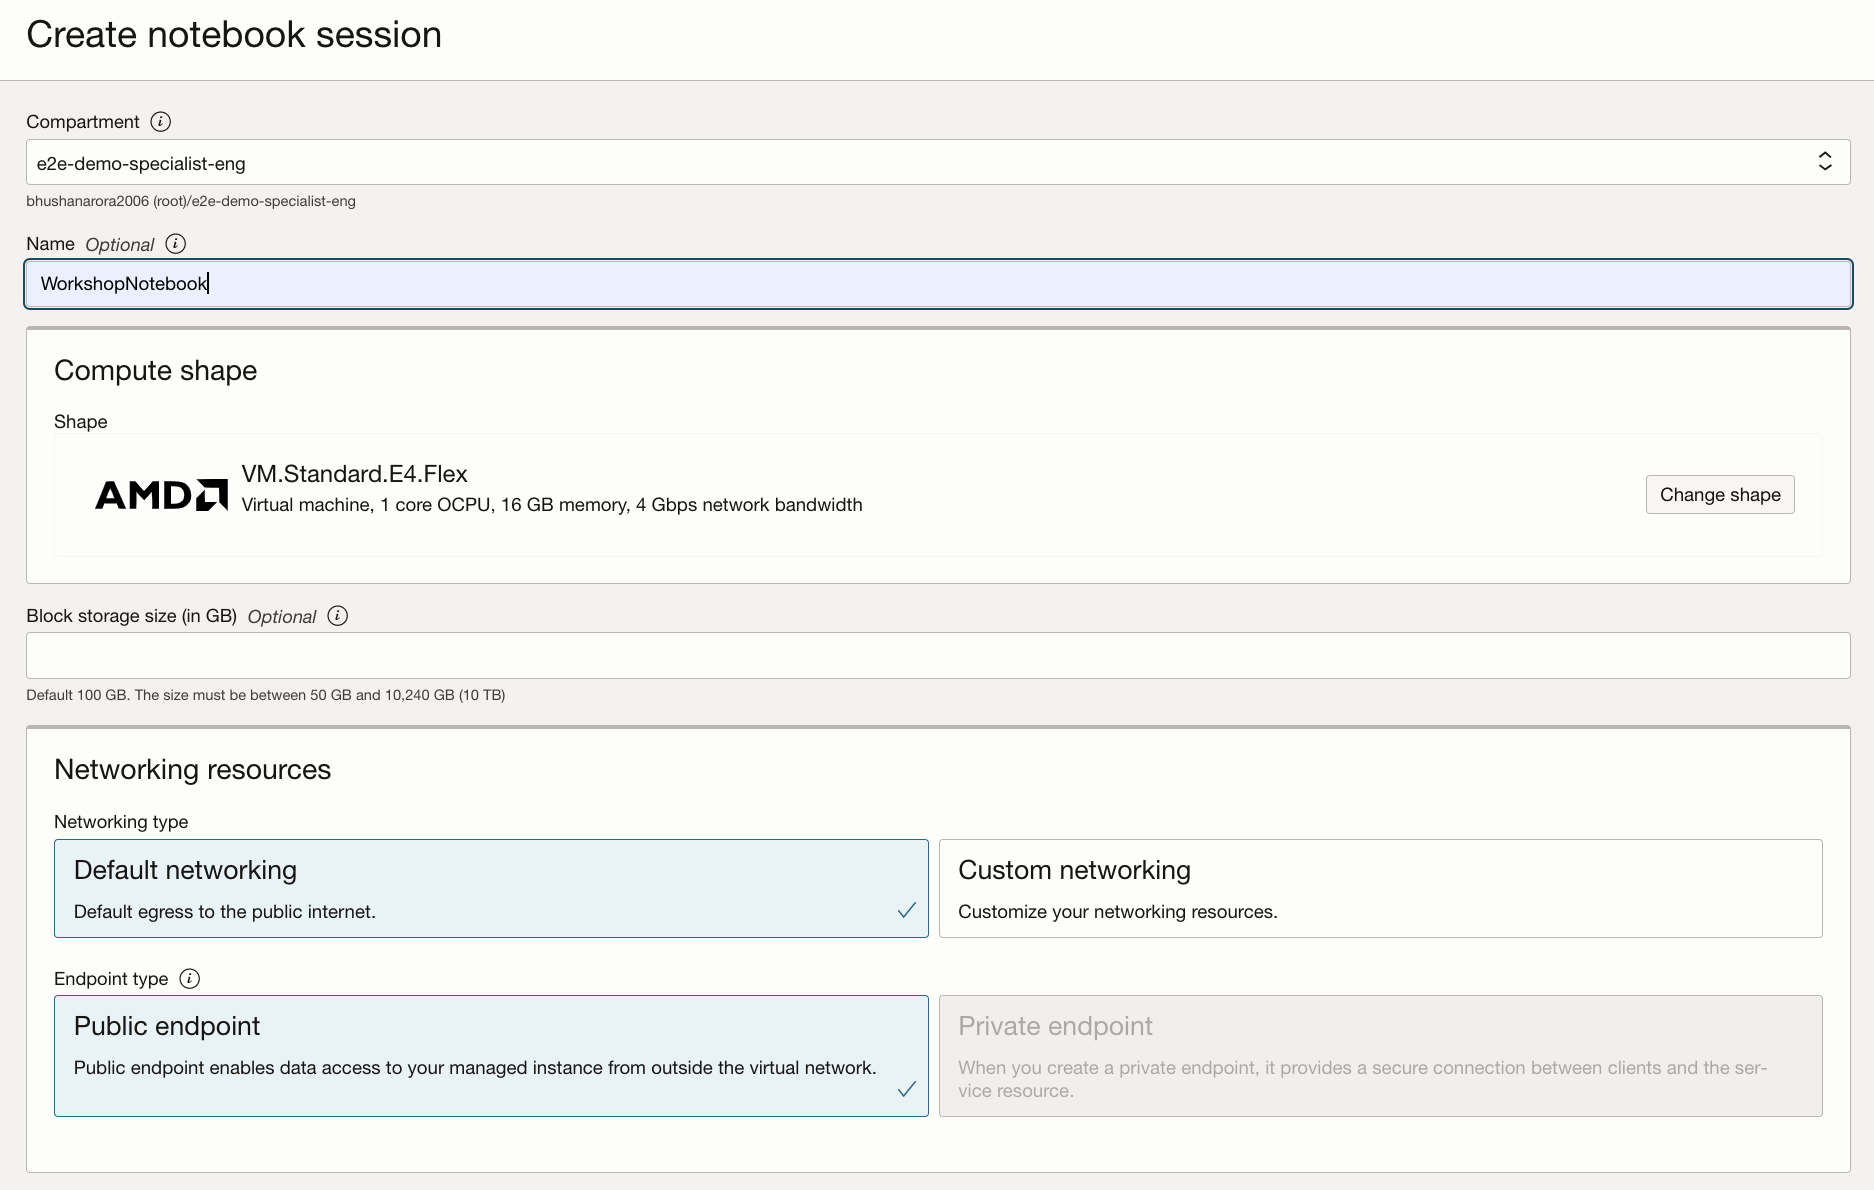 Create notebook session
Compartment
e2e-demo-specialist-eng
bhushanarora2006 (root)/e2e-demo-specialist-eng
Name Optional
WorkshopNotebook
Compute shape
Shape
AMD
VM.Standard.E4.Flex
Virtual machine, 1 core OCPU, 16 GB memory, 4 Gbps network bandwidth
Change shape
Block storage size (in GB) Optional
Default 100 GB. The size must be between 50 GB and 10,240 GB (10 TB)
Networking resources
Networking type
Default networking
Default egress to the public internet.
Custom networking
Customize your networking resources.
Endpoint type
Public endpoint
Public endpoint enables data access to your managed instance from outside the virtual network.
Private endpoint
When you create a private endpoint, it provides a secure connection between clients and the ser-
vice resource.